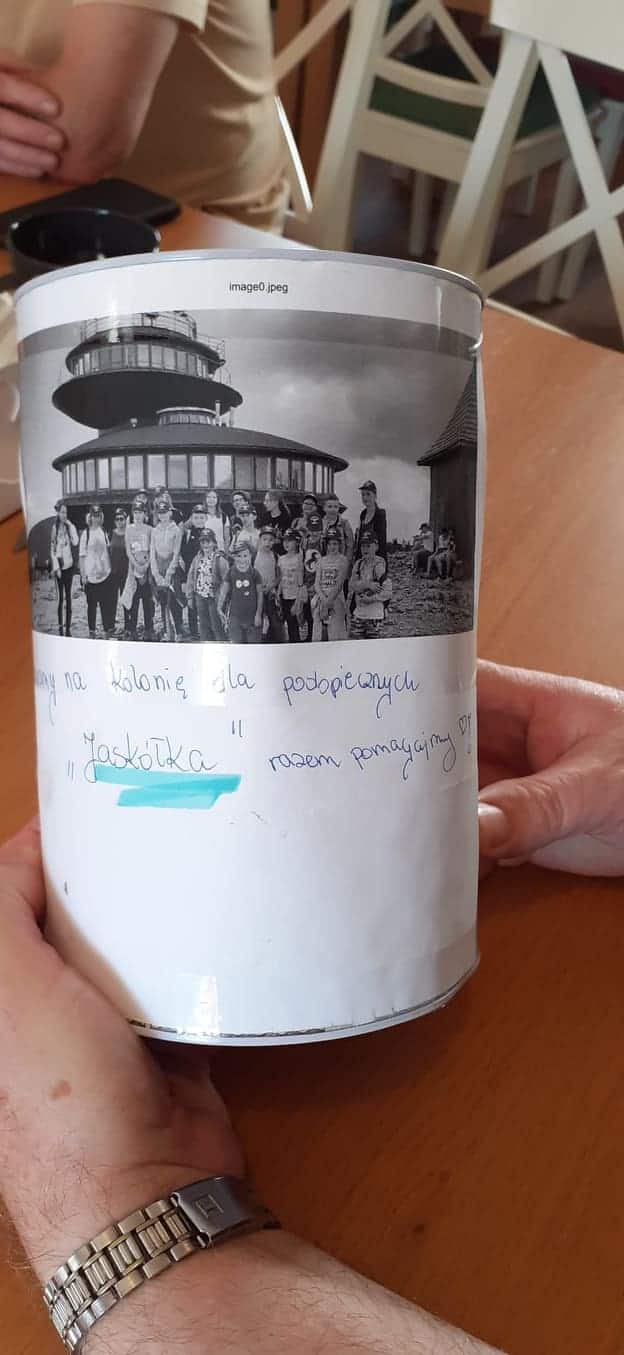 image0.jpeg
na kolonię dla podopiecznych
"Jaskółka" razem pomagajmy ♡!